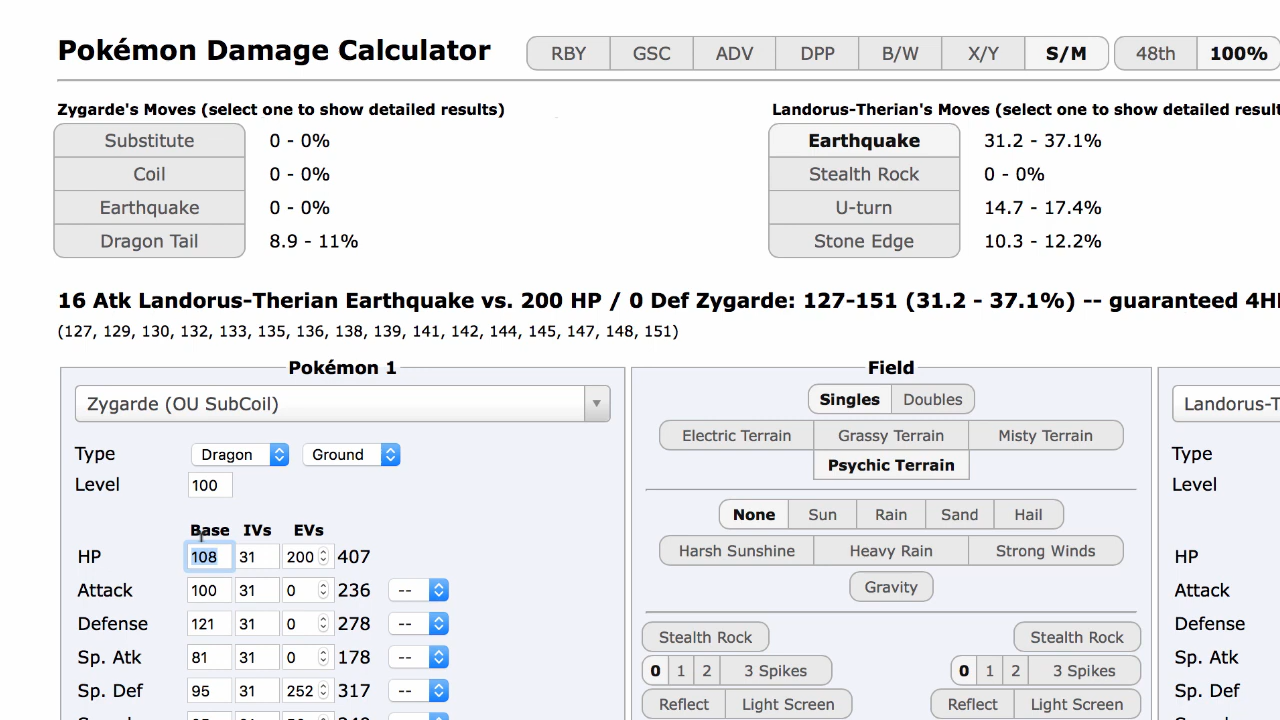 Pokémon Damage Calculator RBY GSC ADV DPP B/W X/Y S/M 48th 100%
Zygarde's Moves (select one to show detailed results) Landorus-Therian's Moves (select one to show detailed
Substitute 0 - 0% Earthquake 31.2 - 37.1%
Coil 0 - 0% Stealth Rock 0 - 0%
Earthquake 0 - 0% U-turn 14.7 - 17.4%
Dragon Tail 8.9 - 11% Stone Edge 10.3 - 12.2%
16 Atk Landorus-Therian Earthquake vs. 200 HP / 0 Def Zygarde: 127-151 (31.2 - 37.1%) -- guaranteed
(127, 129, 130, 132, 133, 135, 136, 138, 139, 141, 142, 144, 145, 147, 148, 151)
Pokémon 1 Field
Zygarde (OU SubCoil) Singles Doubles
Electric Terrain Grassy Terrain Misty Terrain
Psychic Terrain
Type Dragon Ground Type
Level 100 Level
None Sun Rain Sand Hail
Base IVs EVs
HP 108 31 200 407 Harsh Sunshine Heavy Rain Strong Winds HP
Attack 100 31 0 236 -- Gravity Attack
Defense 121 31 0 278 -- Stealth Rock Stealth Rock Defense
Sp. Atk 81 31 0 178 -- 0 1 2 3 Spikes 0 1 2 3 Spikes Sp. Atk
Sp. Def 95 31 252 317 -- Reflect Light Screen Reflect Light Screen Sp. Def